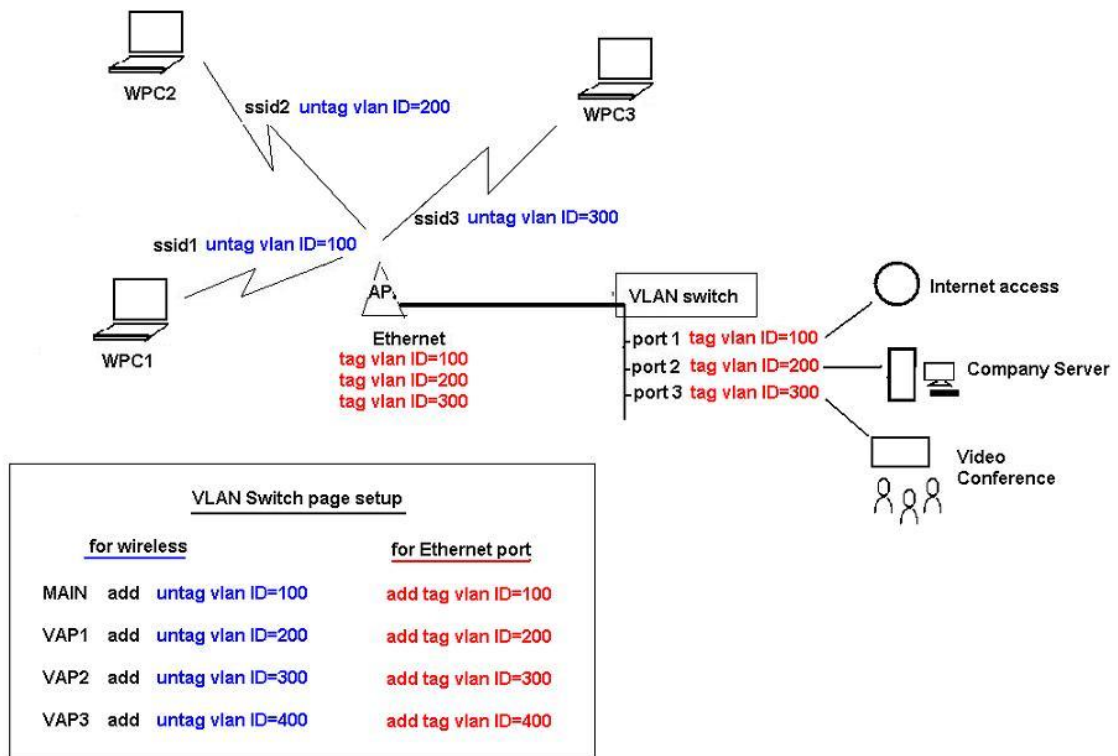 WPC2
ssid2 untag vlan ID=200
WPC3
ssid3 untag vlan ID=300
ssid1 untag vlan ID=100
WPC1
AP
Ethernet
tag vlan ID=100
tag vlan ID=200
tag vlan ID=300
VLAN switch
port 1 tag vlan ID=100
port 2 tag vlan ID=200
port 3 tag vlan ID=300
Internet access
Company Server
Video
Conference
VLAN Switch page setup
for wireless for Ethernet port
MAIN add untag vlan ID=100 add tag vlan ID=100
VAP1 add untag vlan ID=200 add tag vlan ID=200
VAP2 add untag vlan ID=300 add tag vlan ID=300
VAP3 add untag vlan ID=400 add tag vlan ID=400